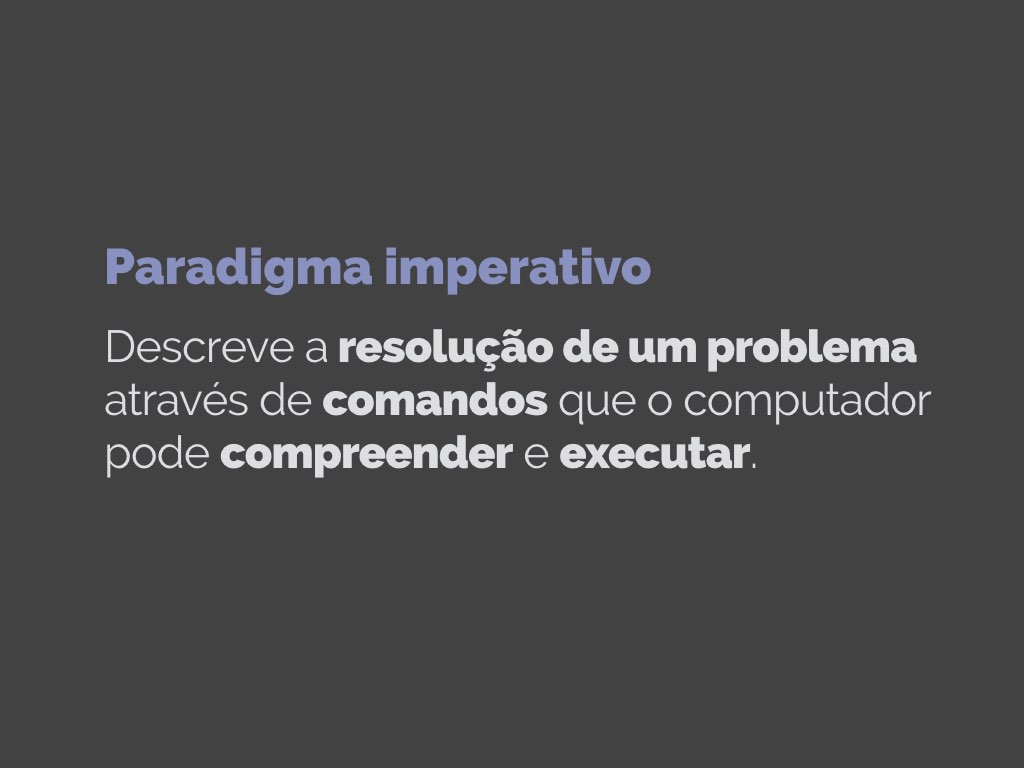 Paradigma imperativo
Descreve a resolução de um problema
através de comandos que o computador
pode compreender e executar.